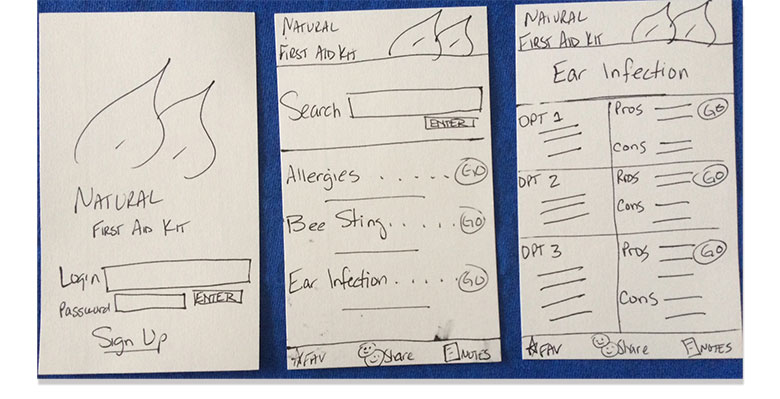 NATURAL
FIRST AID KIT
Login
Password
ENTER
Sign Up
NATURAL
FIRST AID KIT
Search
ENTER
Allergies . . . . . GO
Bee Sting . . . . GO
Ear Infection . . . . . GO
FAV
Share
NOTES
NATURAL
FIRST AID KIT
Ear Infection
OPT 1
Pros
GO
Cons
OPT 2
Pros
GO
Cons
OPT 3
Pros
GO
Cons
FAV
Share
NOTES